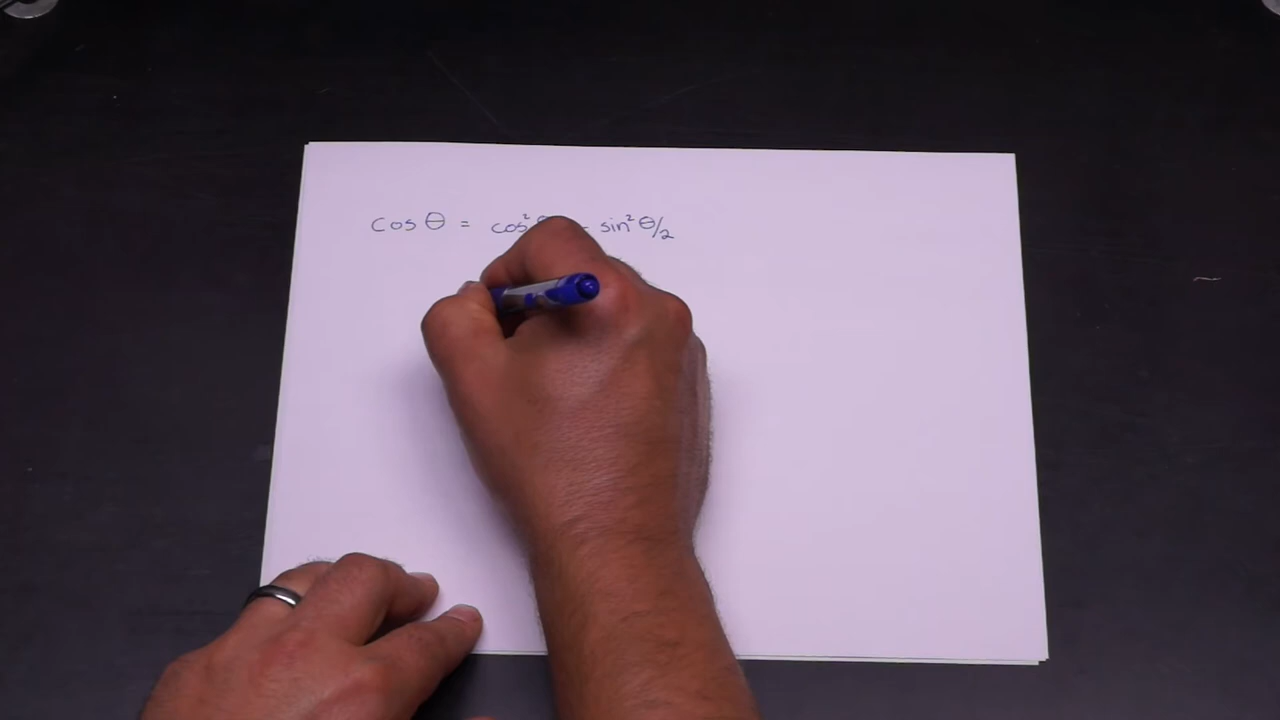 cos θ = cos² - sin² θ/2